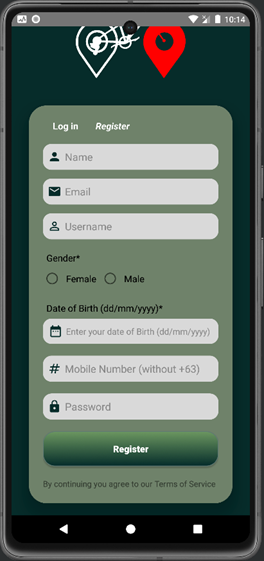 10:14
Log in Register
Name
Email
Username
Gender*
Female Male
Date of Birth (dd/mm/yyyy)*
Enter your date of Birth (dd/mm/yyyy)
# Mobile Number (without +63)
Password
Register
By continuing you agree to our Terms of Service